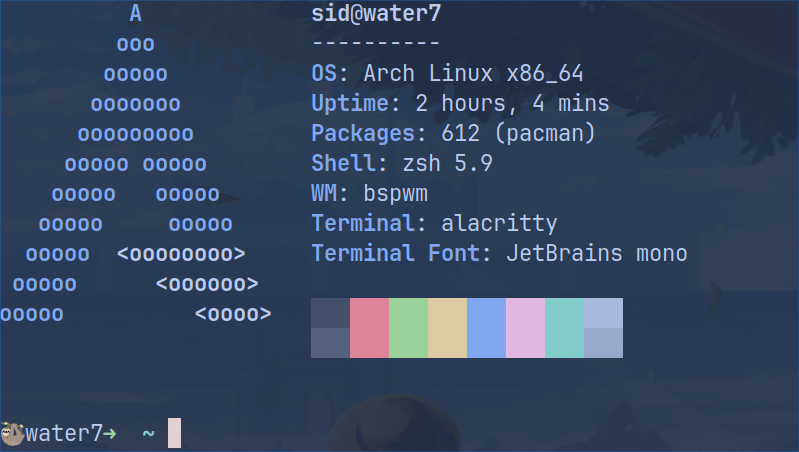 A
ooo
ooooo
ooooooo
ooooooooo
ooooo ooooo
ooooo   ooooo
ooooo     ooooo
ooooo  <oooooooo>
ooooo      <oooooo>
ooooo          <oooo>
sid@water7
----------
OS: Arch Linux x86_64
Uptime: 2 hours, 4 mins
Packages: 612 (pacman)
Shell: zsh 5.9
WM: bspwm
Terminal: alacritty
Terminal Font: JetBrains mono
🦥water7➜  ~